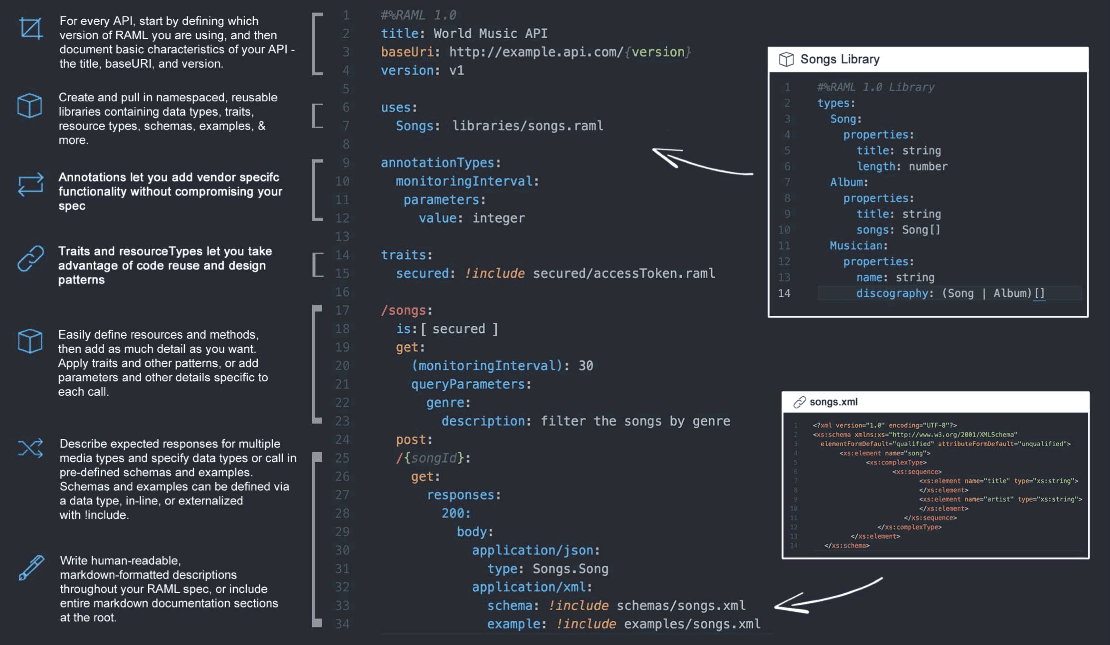 For every API, start by defining which
version of RAML you are using, and then
document basic characteristics of your API -
the title, baseURI, and version.
Create and pull in namespaced, reusable
libraries containing data types, traits,
resource types, schemas, examples, &
more.
Annotations let you add vendor specifc
functionality without compromising your
spec
Traits and resourceTypes let you take
advantage of code reuse and design
patterns
Easily define resources and methods,
then add as much detail as you want.
Apply traits and other patterns, or add
parameters and other details specific to
each call.
Describe expected responses for multiple
media types and specify data types or call in
pre-defined schemas and examples.
Schemas and examples can be defined via
a data type, in-line, or externalized
with !include.
Write human-readable,
markdown-formatted descriptions
throughout your RAML spec, or include
entire markdown documentation sections
at the root.
1 #%RAML 1.0
2 title: World Music API
3 baseUri: http://example.api.com/{version}
4 version: v1
5
6 uses:
7 Songs: libraries/songs.raml
8
9 annotationTypes:
10 monitoringInterval:
11 parameters:
12 value: integer
13
14 traits:
15 secured: !include secured/accessToken.raml
16
17 /songs:
18 is:[ secured ]
19 get:
20 (monitoringInterval): 30
21 queryParameters:
22 genre:
23 description: filter the songs by genre
24 post:
25 /{songId}:
26 get:
27 responses:
28 200:
29 body:
30 application/json:
31 type: Songs.Song
32 application/xml:
33 schema: !include schemas/songs.xml
34 example: !include examples/songs.xml
Songs Library
1 #%RAML 1.0 Library
2 types:
3 Song:
4 properties:
5 title: string
6 length: number
7 Album:
8 properties:
9 title: string
10 songs: Song[]
11 Musician:
12 properties:
13 name: string
14 discography: (Song | Album)[]
songs.xml
1 <?xml version="1.0" encoding="UTF-8"?>
2 <xs:schema xmlns:xs="http://www.w3.org/2001/XMLSchema"
3 elementFormDefault="qualified" attributeFormDefault="unqualified">
4 <xs:element name="song">
5 <xs:complexType>
6 <xs:sequence>
7 <xs:element name="title" type="xs:string">
8 </xs:element>
9 <xs:element name="artist" type="xs:string">
10 </xs:element>
11 </xs:sequence>
12 </xs:complexType>
13 </xs:element>
14 </xs:schema>